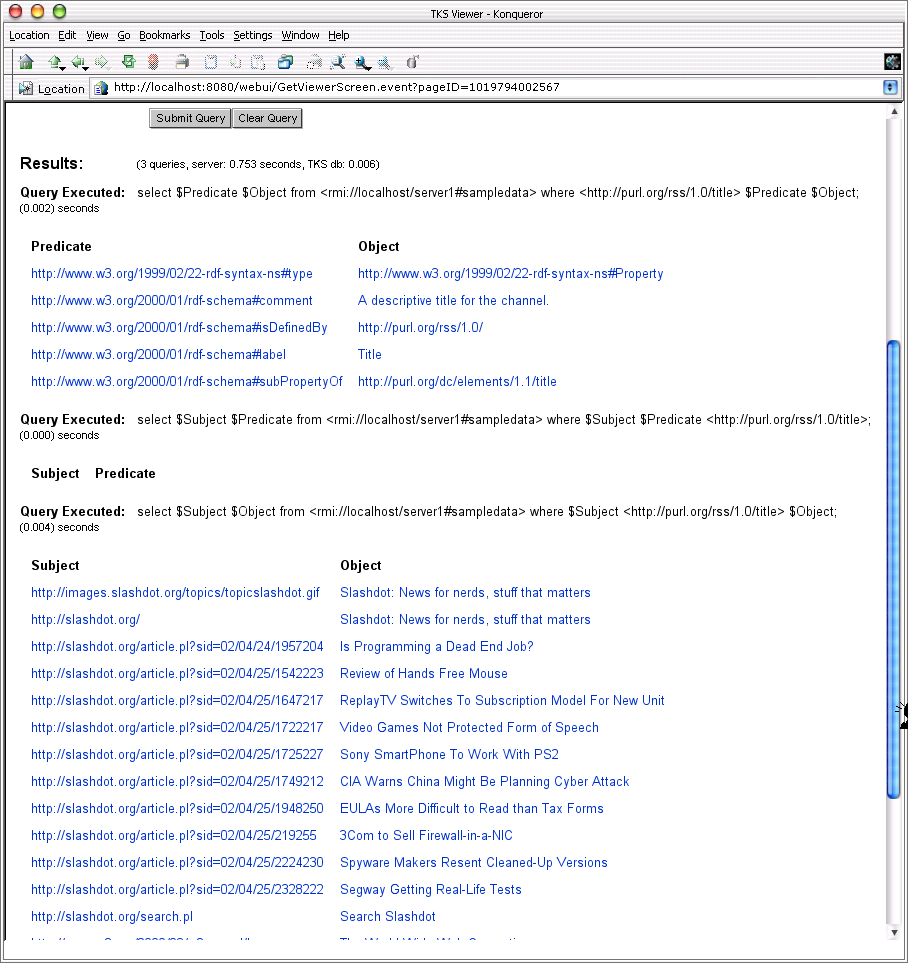 TKS Viewer - Konqueror
Location Edit View Go Bookmarks Tools Settings Window Help
Location http://localhost:8080/webui/GetViewerScreen.event?pageID=1019794002567
Submit Query Clear Query
Results: (3 queries, server: 0.753 seconds, TKS db: 0.006)
Query Executed: select $Predicate $Object from <rmi://localhost/server1#sampledata> where <http://purl.org/rss/1.0/title> $Predicate $Object;
(0.002) seconds
Predicate Object
http://www.w3.org/1999/02/22-rdf-syntax-ns#type http://www.w3.org/1999/02/22-rdf-syntax-ns#Property
http://www.w3.org/2000/01/rdf-schema#comment A descriptive title for the channel.
http://www.w3.org/2000/01/rdf-schema#isDefinedBy http://purl.org/rss/1.0/
http://www.w3.org/2000/01/rdf-schema#label Title
http://www.w3.org/2000/01/rdf-schema#subPropertyOf http://purl.org/dc/elements/1.1/title
Query Executed: select $Subject $Predicate from <rmi://localhost/server1#sampledata> where $Subject $Predicate <http://purl.org/rss/1.0/title>;
(0.000) seconds
Subject Predicate
Query Executed: select $Subject $Object from <rmi://localhost/server1#sampledata> where $Subject <http://purl.org/rss/1.0/title> $Object;
(0.004) seconds
Subject Object
http://images.slashdot.org/topics/topicslashdot.gif Slashdot: News for nerds, stuff that matters
http://slashdot.org/ Slashdot: News for nerds, stuff that matters
http://slashdot.org/article.pl?sid=02/04/24/1957204 Is Programming a Dead End Job?
http://slashdot.org/article.pl?sid=02/04/25/1542223 Review of Hands Free Mouse
http://slashdot.org/article.pl?sid=02/04/25/1647217 ReplayTV Switches To Subscription Model For New Unit
http://slashdot.org/article.pl?sid=02/04/25/1722217 Video Games Not Protected Form of Speech
http://slashdot.org/article.pl?sid=02/04/25/1725227 Sony SmartPhone To Work With PS2
http://slashdot.org/article.pl?sid=02/04/25/1749212 CIA Warns China Might Be Planning Cyber Attack
http://slashdot.org/article.pl?sid=02/04/25/1948250 EULAs More Difficult to Read than Tax Forms
http://slashdot.org/article.pl?sid=02/04/25/219255 3Com to Sell Firewall-in-a-NIC
http://slashdot.org/article.pl?sid=02/04/25/2224230 Spyware Makers Resent Cleaned-Up Versions
http://slashdot.org/article.pl?sid=02/04/25/2328222 Segway Getting Real-Life Tests
http://slashdot.org/search.pl Search Slashdot